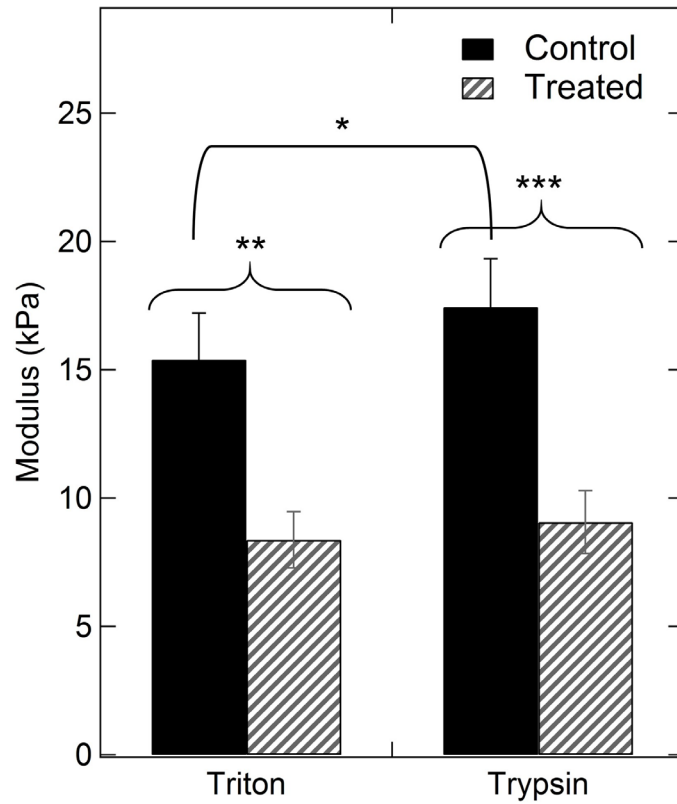 Control
Treated
25
*
***
20
**
Modulus (kPa)
15
10
5
0
Triton
Trypsin